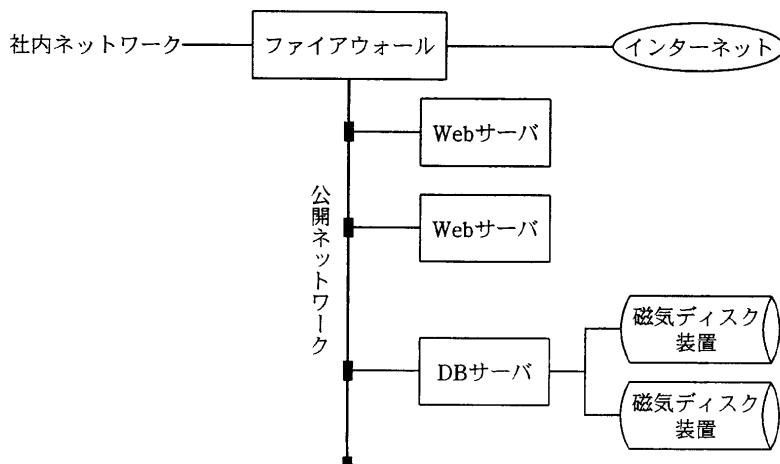 社内ネットワーク
ファイアウォール
インターネット
Webサーバ
Webサーバ
公開ネットワーク
DBサーバ
磁気ディスク
装置
磁気ディスク
装置